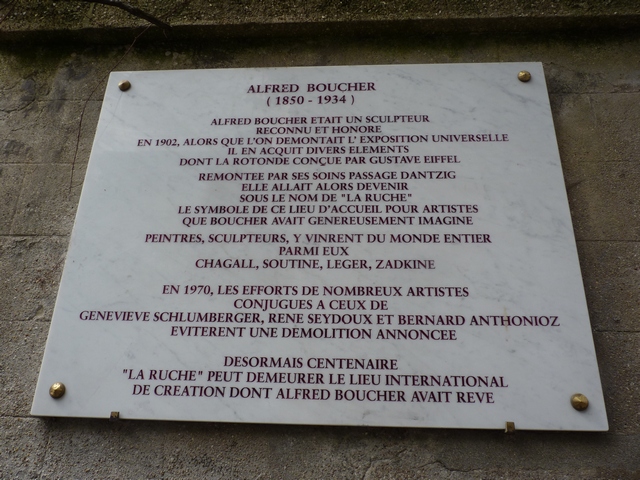 ALFRED BOUCHER
( 1850 - 1934 )
ALFRED BOUCHER ETAIT UN SCULPTEUR
RECONNU ET HONORE
EN 1902, ALORS QUE L'ON DEMONTAIT L' EXPOSITION UNIVERSELLE
IL EN ACQUIT DIVERS ELEMENTS
DONT LA ROTONDE CONÇUE PAR GUSTAVE EIFFEL
REMONTEE PAR SES SOINS PASSAGE DANTZIG
ELLE ALLAIT ALORS DEVENIR
SOUS LE NOM DE "LA RUCHE"
LE SYMBOLE DE CE LIEU D'ACCUEIL POUR ARTISTES
QUE BOUCHER AVAIT GENEREUSEMENT IMAGINE
PEINTRES, SCULPTEURS, Y VINRENT DU MONDE ENTIER
PARMI EUX
CHAGALL, SOUTINE, LEGER, ZADKINE
EN 1970, LES EFFORTS DE NOMBREUX ARTISTES
CONJUGUES A CEUX DE
GENEVIEVE SCHLUMBERGER, RENE SEYDOUX ET BERNARD ANTHONIOZ
EVITERENT UNE DEMOLITION ANNONCEE
DESORMAIS CENTENAIRE
"LA RUCHE" PEUT DEMEURER LE LIEU INTERNATIONAL
DE CREATION DONT ALFRED BOUCHER AVAIT REVE